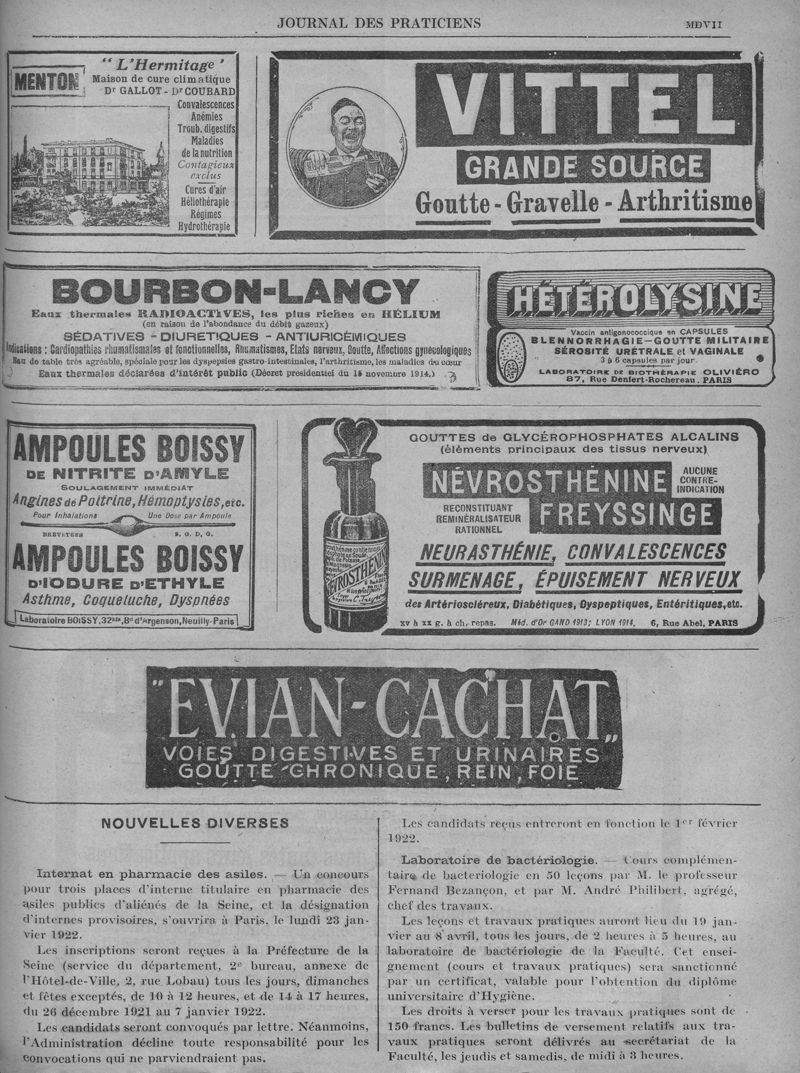 JOURNAL DES PRATICIENS
MDVII
MENTON
"L'Hermitage'
Maison de cure climatique
Dr GALLOT - Dr COUBARD
Convalescences
Anémies
Troub. digestifs
Maladies
de la nutrition
Contagieux
exclus
Cures d'air
Héliothérapie
Régimes
Hydrothérapie
VITTEL
GRANDE SOURCE
Goutte - Gravelle - Arthritisme
BOURBON-LANCY
Eaux thermales RADIOACTIVES, les plus riches en HÉLIUM
(en raison de l'abondance du débit gazeux)
SÉDATIVES - DIURETIQUES - ANTIURICÉMIQUES
Indications : Cardiopathies rhumatismales et fonctionnelles, Rhumatismes, Etats nerveux, Goutte, Affections gynécologiques
Eau de table très agréable, spéciale pour les dyspepsies gastro intestinales, l'arthritisme, les maladies du cœur
Eaux thermales déclarées d'intérêt public (Décret presidentiel du 15 novembre 1914.)
HÉTÉROLYSINE
Vaccin antigonococcique en CAPSULES
BLENNORRHAGIE-GOUTTE MILITAIRE
SÉROSITÉ URÉTRALE et VAGINALE
3 à 6 capsules par jour.
LABORATOIRE DE BIOTHÉRAPIE OLIVIÉRO
87, Rue Denfert-Rochereau. PARIS
AMPOULES BOISSY
DE NITRITE D'AMYLE
SOULAGEMENT IMMÉDIAT
Angines de Poitrine, Hémoptysies, etc.
Pour Inhalations Une Dose par Ampoule
BREVETÉES S. G. D. G.
AMPOULES BOISSY
D'IODURE D'ETHYLE
Asthme, Coqueluche, Dyspnées
Laboratoire BOISSY, 32bis, Bd d'Argenson, Neuilly-Paris
GOUTTES de GLYCÉROPHOSPHATES ALCALINS
(éléments principaux des tissus nerveux)
NÉVROSTHÉNINE
AUCUNE
CONTRE-
INDICATION
RECONSTITUANT
REMINÉRALISATEUR
RATIONNEL
FREYSSINGE
NEURASTHÉNIE, CONVALESCENCES
SURMENAGE, ÉPUISEMENT NERVEUX
des Artérioscléreux, Diabétiques, Dyspeptiques, Entéritiques, etc.
XV à XX g. à ch. repas. Méd. d'Or GAND 1913; LYON 1914. 6, Rue Abel, PARIS
NEVROSTHENINE
"EVIAN-CACHAT"
VOIES DIGESTIVES ET URINAIRES
GOUTTE CHRONIQUE, REIN, FOIE
NOUVELLES DIVERSES
Internat en pharmacie des asiles. — Un concours
pour trois places d'interne titulaire en pharmacie des
asiles publics d'aliénés de la Seine, et la désignation
d'internes provisoires, s'ouvrira à Paris, le lundi 23 jan-
vier 1922.
Les inscriptions seront reçues à la Préfecture de la
Seine (service du département, 2e bureau, annexe de
l'Hôtel-de-Ville, 2, rue Lobau) tous les jours, dimanches
et fêtes exceptés, de 10 à 12 heures, et de 14 à 17 heures,
du 26 décembre 1921 au 7 janvier 1922.
Les candidats seront convoqués par lettre. Néanmoins,
l'Administration décline toute responsabilité pour les
convocations qui ne parviendraient pas.
Les candidats reçus entreront en fonction le 1er février
1922.
Laboratoire de bactériologie. — Cours complémen-
taire de bacteriologie en 50 leçons par M. le professeur
Fernand Bezançon, et par M. André Philibert, agrégé,
chef des travaux.
Les leçons et travaux pratiques auront lieu du 19 jan-
vier au 8 avril, tous les jours, de 2 heures à 5 heures, au
laboratoire de bactériologie de la Faculté. Cet ensei-
gnement (cours et travaux pratiques) sera sanctionné
par un certificat, valable pour l'obtention du diplôme
universitaire d'Hygiène.
Les droits à verser pour les travaux pratiques sont de
150 francs. Les bulletins de versement relatifs aux tra-
vaux pratiques seront délivrés au secrétariat de la
Faculté, les jeudis et samedis, de midi à 3 heures.